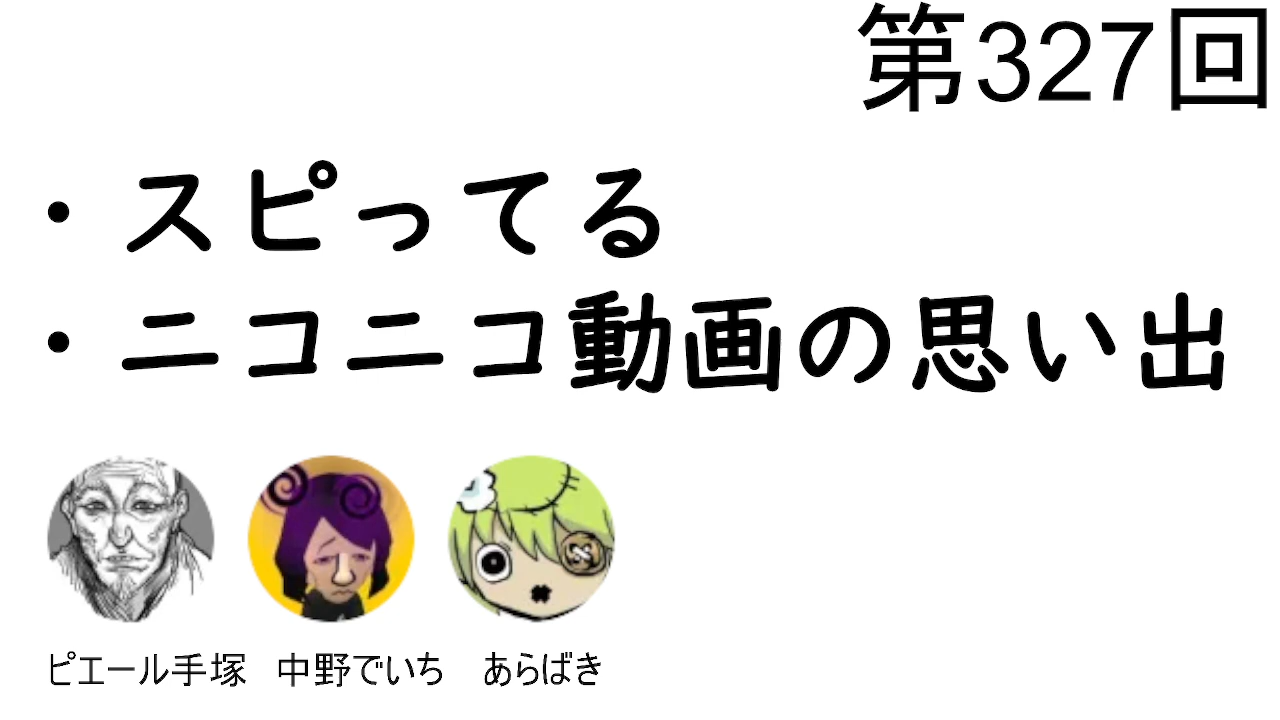 第327回
・スピってる
・ニコニコ動画の思い出
ピエール手塚 中野でいち あらばき